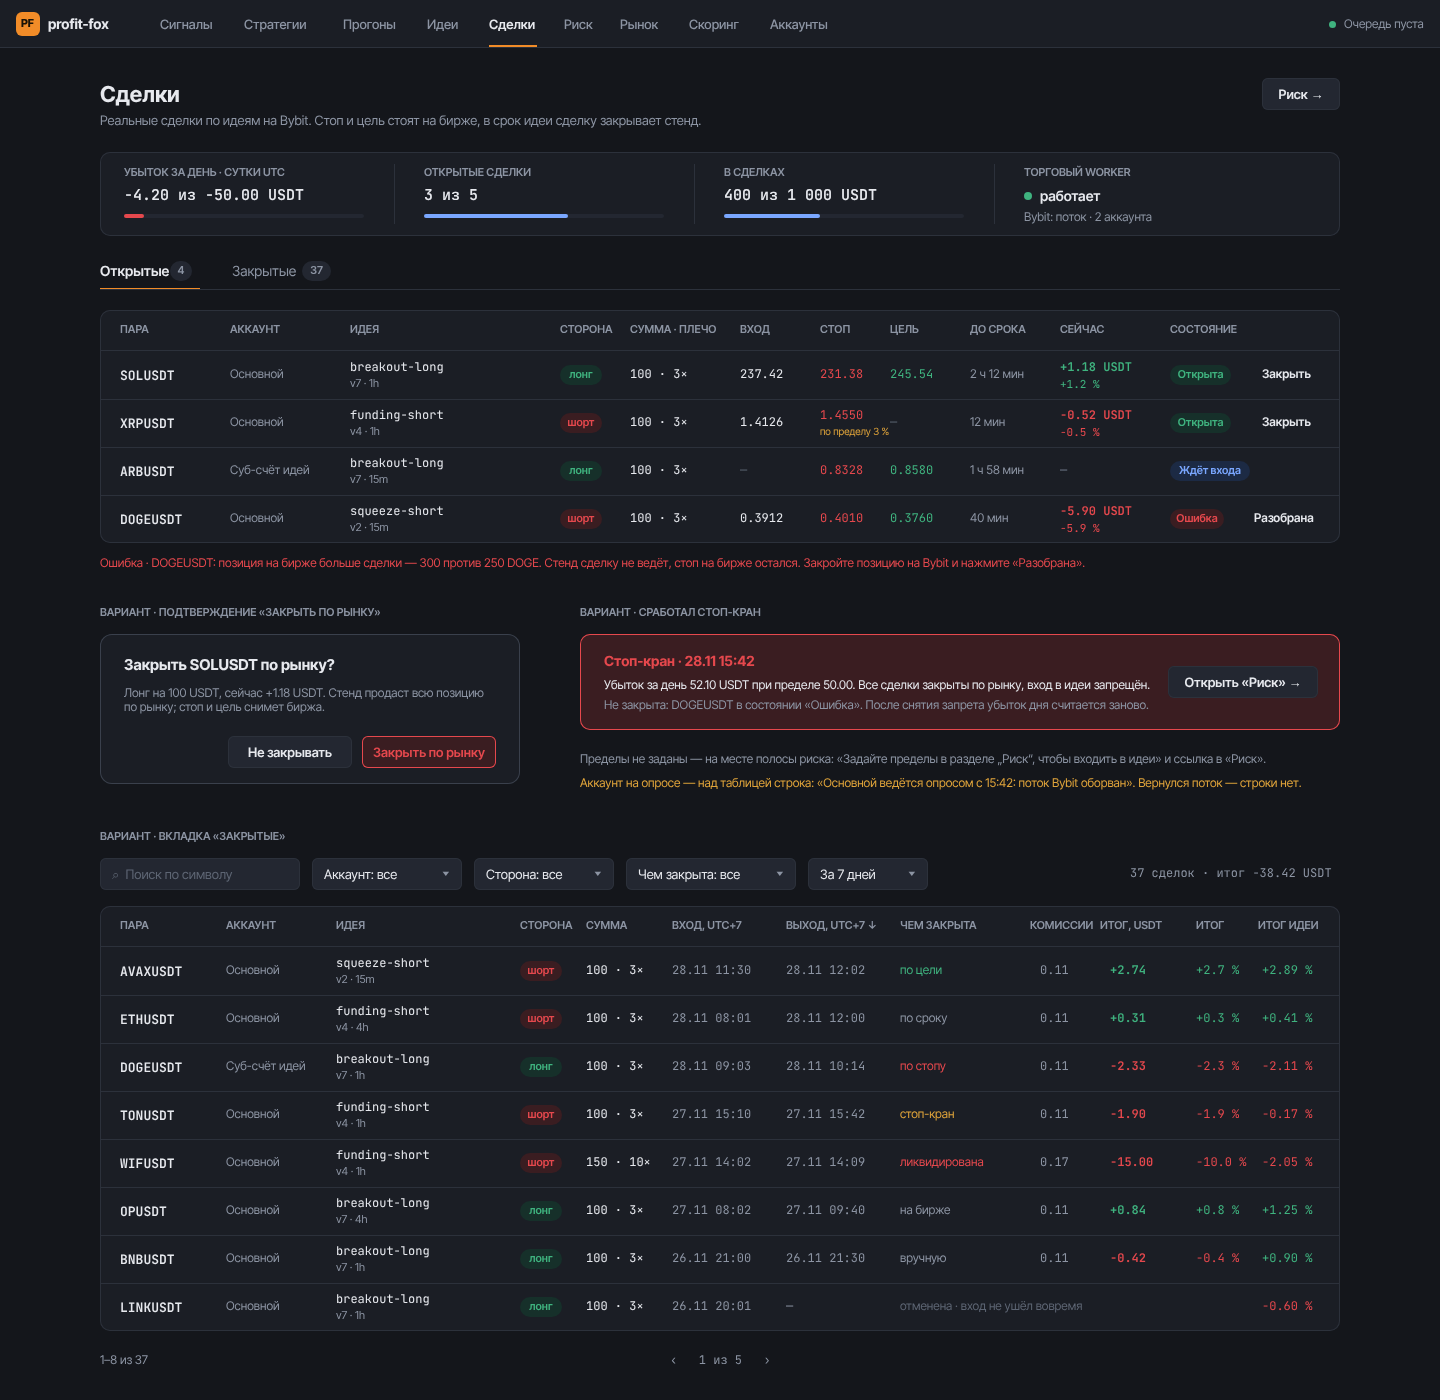 PF profit-fox Сигналы Стратегии Прогоны Идеи Сделки Риск Рынок Скоринг Аккаунты Очередь пуста
Сделки
Риск →
Реальные сделки по идеям на Bybit. Стоп и цель стоят на бирже, в срок идеи сделку закрывает стенд.
УБЫТОК ЗА ДЕНЬ · СУТКИ UTC ОТКРЫТЫЕ СДЕЛКИ В СДЕЛКАХ ТОРГОВЫЙ WORKER
-4.20 из -50.00 USDT 3 из 5 400 из 1 000 USDT работает
Bybit: поток · 2 аккаунта
Открытые 4 Закрытые 37
ПАРА АККАУНТ ИДЕЯ СТОРОНА СУММА · ПЛЕЧО ВХОД СТОП ЦЕЛЬ ДО СРОКА СЕЙЧАС СОСТОЯНИЕ
SOLUSDT Основной breakout-long лонг 100 · 3× 237.42 231.38 245.54 2 ч 12 мин +1.18 USDT Открыта Закрыть
v7 · 1h +1.2 %
XRPUSDT Основной funding-short шорт 100 · 3× 1.4126 1.4550 — 12 мин -0.52 USDT Открыта Закрыть
v4 · 1h по пределу 3 % -0.5 %
ARBUSDT Суб-счёт идей breakout-long лонг 100 · 3× — 0.8328 0.8580 1 ч 58 мин — Ждёт входа
v7 · 15m
DOGEUSDT Основной squeeze-short шорт 100 · 3× 0.3912 0.4010 0.3760 40 мин -5.90 USDT Ошибка Разобрана
v2 · 15m -5.9 %
Ошибка · DOGEUSDT: позиция на бирже больше сделки — 300 против 250 DOGE. Стенд сделку не ведёт, стоп на бирже остался. Закройте позицию на Bybit и нажмите «Разобрана».
ВАРИАНТ · ПОДТВЕРЖДЕНИЕ «ЗАКРЫТЬ ПО РЫНКУ»
Закрыть SOLUSDT по рынку?
Лонг на 100 USDT, сейчас +1.18 USDT. Стенд продаст всю позицию
по рынку; стоп и цель снимет биржа.
Не закрывать Закрыть по рынку
ВАРИАНТ · СРАБОТАЛ СТОП-КРАН
Стоп-кран · 28.11 15:42
Убыток за день 52.10 USDT при пределе 50.00. Все сделки закрыты по рынку, вход в идеи запрещён.
Не закрыта: DOGEUSDT в состоянии «Ошибка». После снятия запрета убыток дня считается заново.
Открыть «Риск» →
Пределы не заданы — на месте полосы риска: «Задайте пределы в разделе „Риск“, чтобы входить в идеи» и ссылка в «Риск».
Аккаунт на опросе — над таблицей строка: «Основной ведётся опросом с 15:42: поток Bybit оборван». Вернулся поток — строки нет.
ВАРИАНТ · ВКЛАДКА «ЗАКРЫТЫЕ»
⌕ Поиск по символу Аккаунт: все ▾ Сторона: все ▾ Чем закрыта: все ▾ За 7 дней ▾ 37 сделок · итог -38.42 USDT
ПАРА АККАУНТ ИДЕЯ СТОРОНА СУММА ВХОД, UTC+7 ВЫХОД, UTC+7 ↓ ЧЕМ ЗАКРЫТА КОМИССИИ ИТОГ, USDT ИТОГ ИТОГ ИДЕИ
AVAXUSDT Основной squeeze-short шорт 100 · 3× 28.11 11:30 28.11 12:02 по цели 0.11 +2.74 +2.7 % +2.89 %
v2 · 15m
ETHUSDT Основной funding-short шорт 100 · 3× 28.11 08:01 28.11 12:00 по сроку 0.11 +0.31 +0.3 % +0.41 %
v4 · 4h
DOGEUSDT Суб-счёт идей breakout-long лонг 100 · 3× 28.11 09:03 28.11 10:14 по стопу 0.11 -2.33 -2.3 % -2.11 %
v7 · 1h
TONUSDT Основной funding-short шорт 100 · 3× 27.11 15:10 27.11 15:42 стоп-кран 0.11 -1.90 -1.9 % -0.17 %
v4 · 1h
WIFUSDT Основной funding-short шорт 150 · 10× 27.11 14:02 27.11 14:09 ликвидирована 0.17 -15.00 -10.0 % -2.05 %
v4 · 1h
OPUSDT Основной breakout-long лонг 100 · 3× 27.11 08:02 27.11 09:40 на бирже 0.11 +0.84 +0.8 % +1.25 %
v7 · 4h
BNBUSDT Основной breakout-long лонг 100 · 3× 26.11 21:00 26.11 21:30 вручную 0.11 -0.42 -0.4 % +0.90 %
v7 · 1h
LINKUSDT Основной breakout-long лонг 100 · 3× 26.11 20:01 — отменена · вход не ушёл вовремя -0.60 %
v7 · 1h
1–8 из 37 ‹ 1 из 5 ›